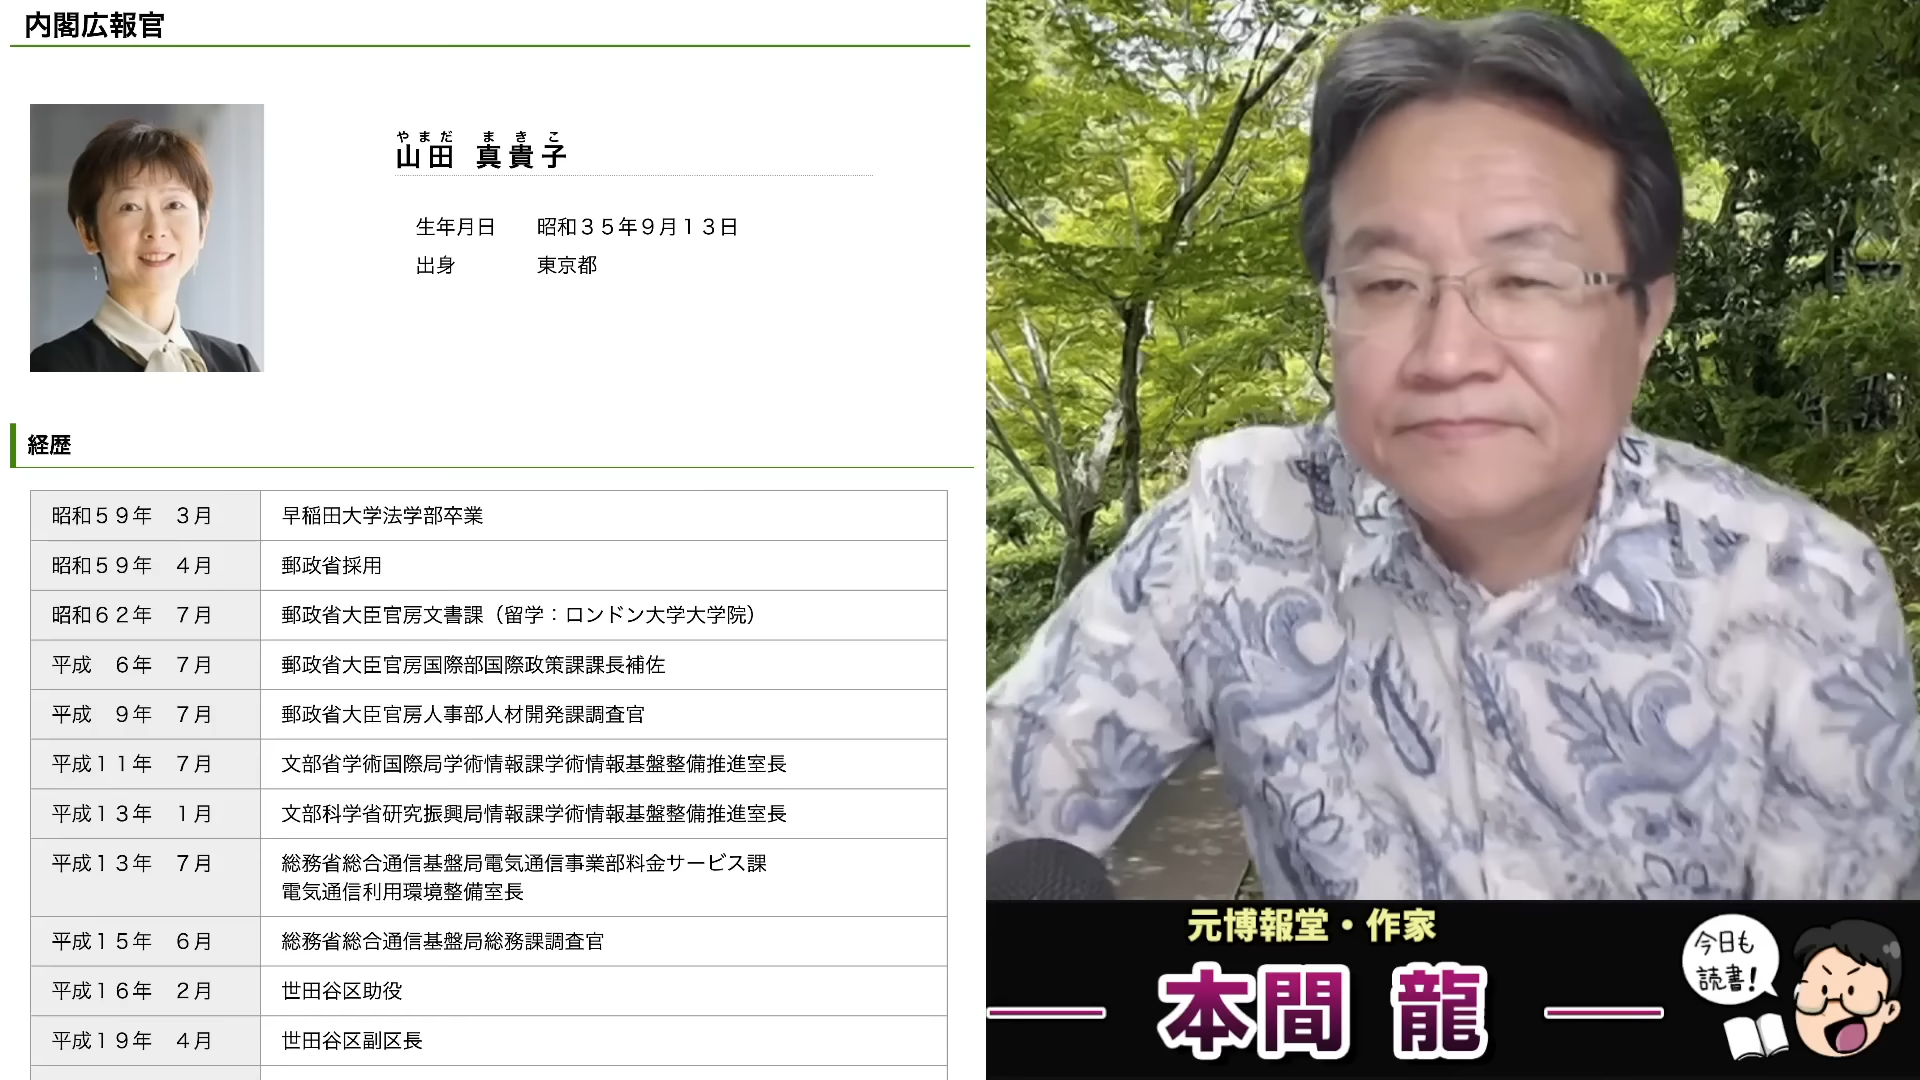 内閣広報官
やまだ まきこ
山田 真貴子
生年月日 昭和３５年９月１３日
出身 東京都
経歴
昭和５９年 ３月 早稲田大学法学部卒業
昭和５９年 ４月 郵政省採用
昭和６２年 ７月 郵政省大臣官房文書課（留学：ロンドン大学大学院）
平成 ６年 ７月 郵政省大臣官房国際部国際政策課課長補佐
平成 ９年 ７月 郵政省大臣官房人事部人材開発課調査官
平成１１年 ７月 文部省学術国際局学術情報課学術情報基盤整備推進室長
平成１３年 １月 文部科学省研究振興局情報課学術情報基盤整備推進室長
平成１３年 ７月 総務省総合通信基盤局電気通信事業部料金サービス課
電気通信利用環境整備室長
平成１５年 ６月 総務省総合通信基盤局総務課調査官
平成１６年 ２月 世田谷区助役
平成１９年 ４月 世田谷区副区長
元博報堂・作家
本間 龍
今日も
読書！